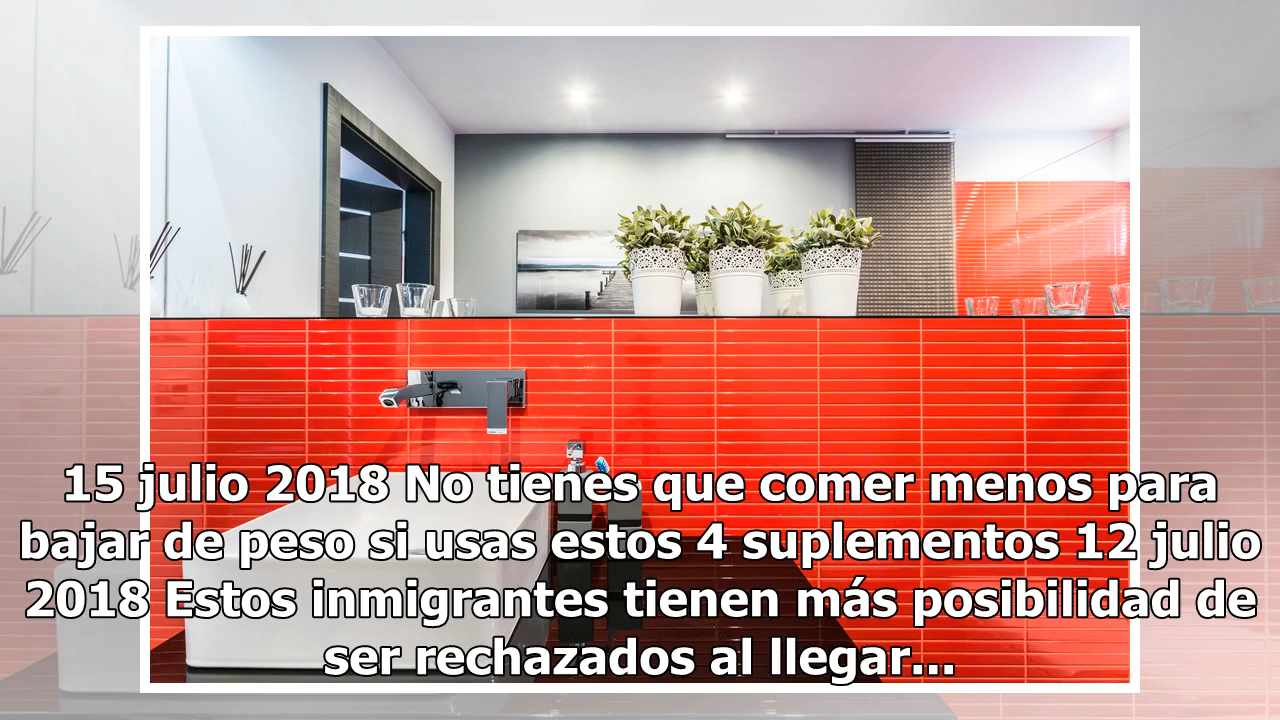 15 julio 2018 No tienes que comer menos para
bajar de peso si usas estos 4 suplementos 12 julio
2018 Estos inmigrantes tienen más posibilidad de
ser rechazados al llegar...